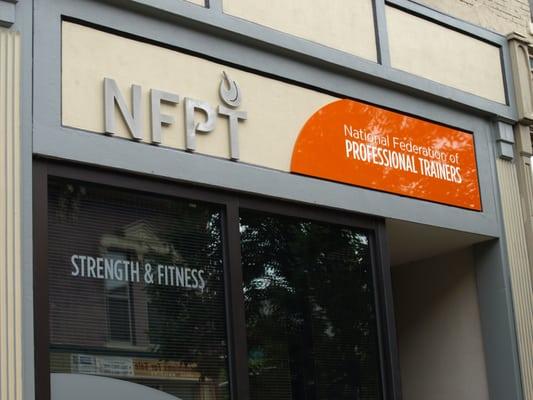 NFPT
National Federation of
PROFESSIONAL TRAINERS
STRENGTH & FITNESS